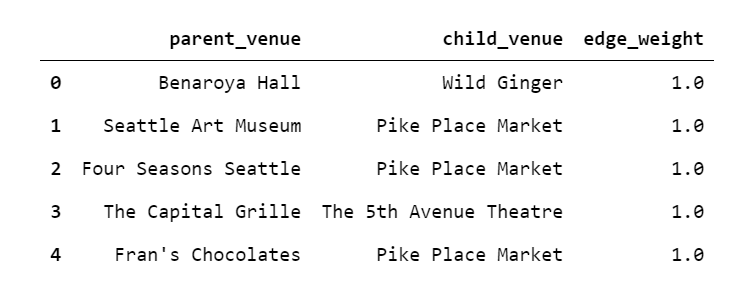 parent_venue child_venue edge_weight
0 Benaroya Hall Wild Ginger 1.0
1 Seattle Art Museum Pike Place Market 1.0
2 Four Seasons Seattle Pike Place Market 1.0
3 The Capital Grille The 5th Avenue Theatre 1.0
4 Fran's Chocolates Pike Place Market 1.0